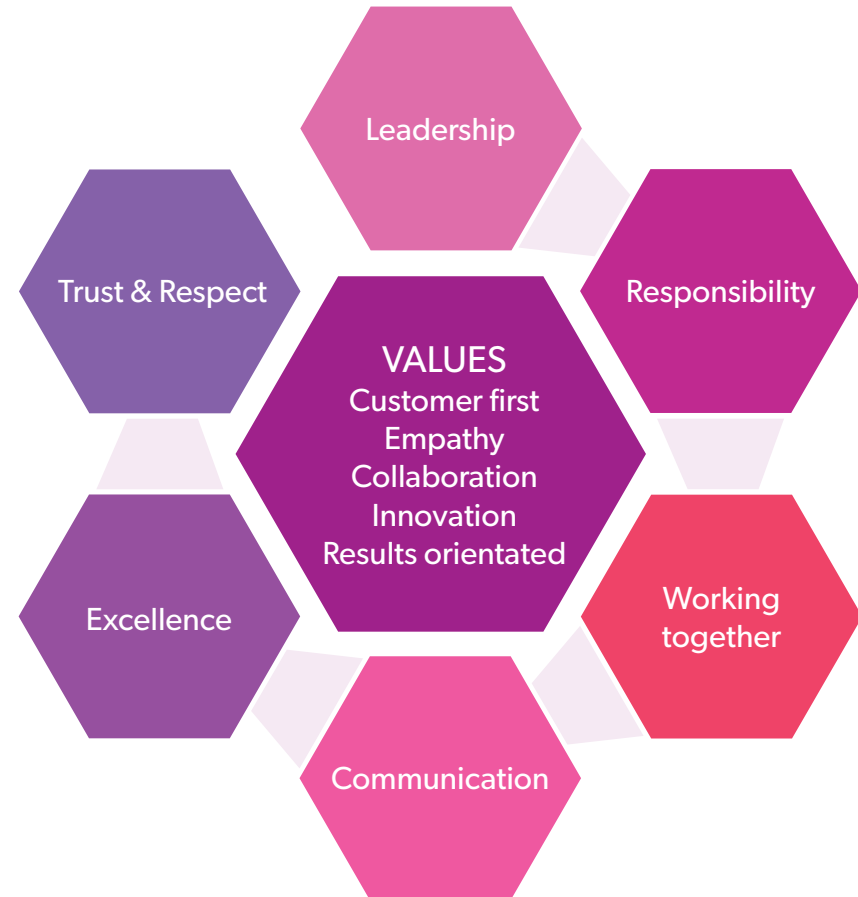 Leadership
Trust & Respect
Responsibility
VALUES
Customer first
Empathy
Collaboration
Innovation
Results orientated
Excellence
Working
together
Communication